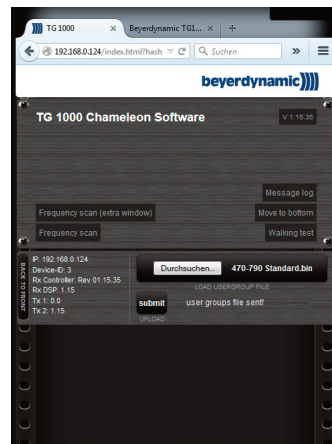 TG 1000
Beyerdynamic TG1...
192.168.0.124/index.html?hash
Suchen
beyerdynamic
TG 1000 Chameleon Software
V 1.15.35
Message log
Frequency scan (extra window)
Move to bottom
Frequency scan
Walking test
BACK TO FRONT
IP: 192.168.0.124
Device-ID: 3
Rx Controller: Rev 01.15.35
Rx DSP: 1.15
Tx 1: 0.0
Tx 2: 1.15
Durchsuchen.. 470-790 Standard.bin
LOAD USERGROUP FILE
submit user groups file sent!
UPLOAD